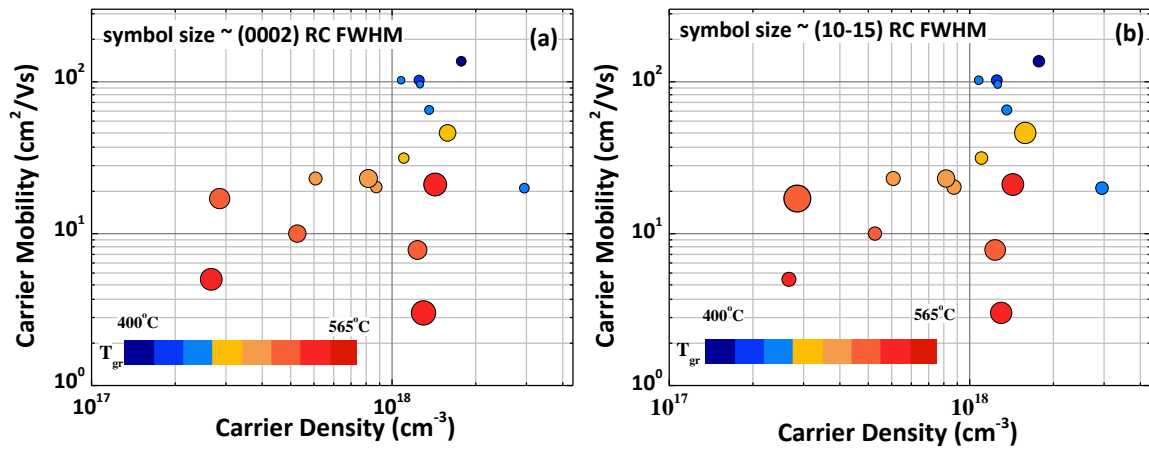 symbol size ~ (0002) RC FWHM
(a)
10²
10¹
10⁰
Carrier Mobility (cm²/Vs)
400°C
565°C
Tgr
10¹⁷
10¹⁸
Carrier Density (cm⁻³)
symbol size ~ (10-15) RC FWHM
(b)
10²
10¹
10⁰
Carrier Mobility (cm²/Vs)
400°C
565°C
Tgr
10¹⁷
10¹⁸
Carrier Density (cm⁻³)